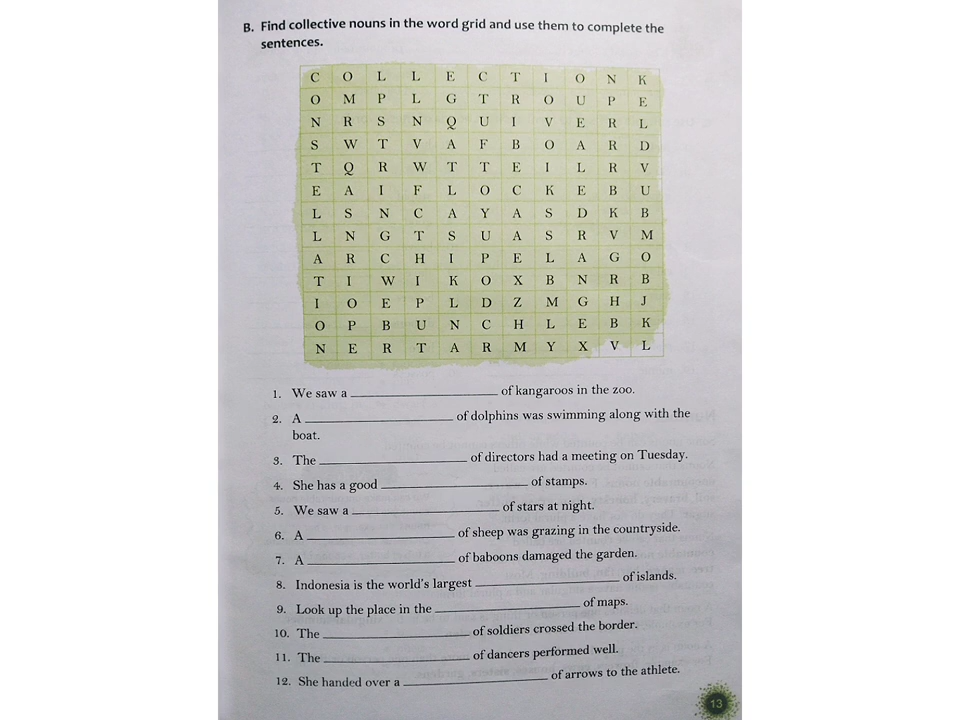 B. Find collective nouns in the word grid and use them to complete the
sentences.
C O L L E C T I O N K
O M P L G T R O U P E
N R S N Q U I V E R L
S W T V A F B O A R D
T Q R W T T E I L R V
E A I F L O C K E B U
L S N C A Y A S D K B
L N G T S U A S R V M
A R C H I P E L A G O
T I W I K O X B N R B
I O E P L D Z M G H J
O P B U N C H L E B K
N E R T A R M Y X V L
1. We saw a ____________ of kangaroos in the zoo.
2. A ____________ of dolphins was swimming along with the
boat.
3. The ____________ of directors had a meeting on Tuesday.
4. She has a good ____________ of stamps.
5. We saw a ____________ of stars at night.
6. A ____________ of sheep was grazing in the countryside.
7. A ____________ of baboons damaged the garden.
8. Indonesia is the world's largest ____________ of islands.
9. Look up the place in the ____________ of maps.
10. The ____________ of soldiers crossed the border.
11. The ____________ of dancers performed well.
12. She handed over a ____________ of arrows to the athlete.
13